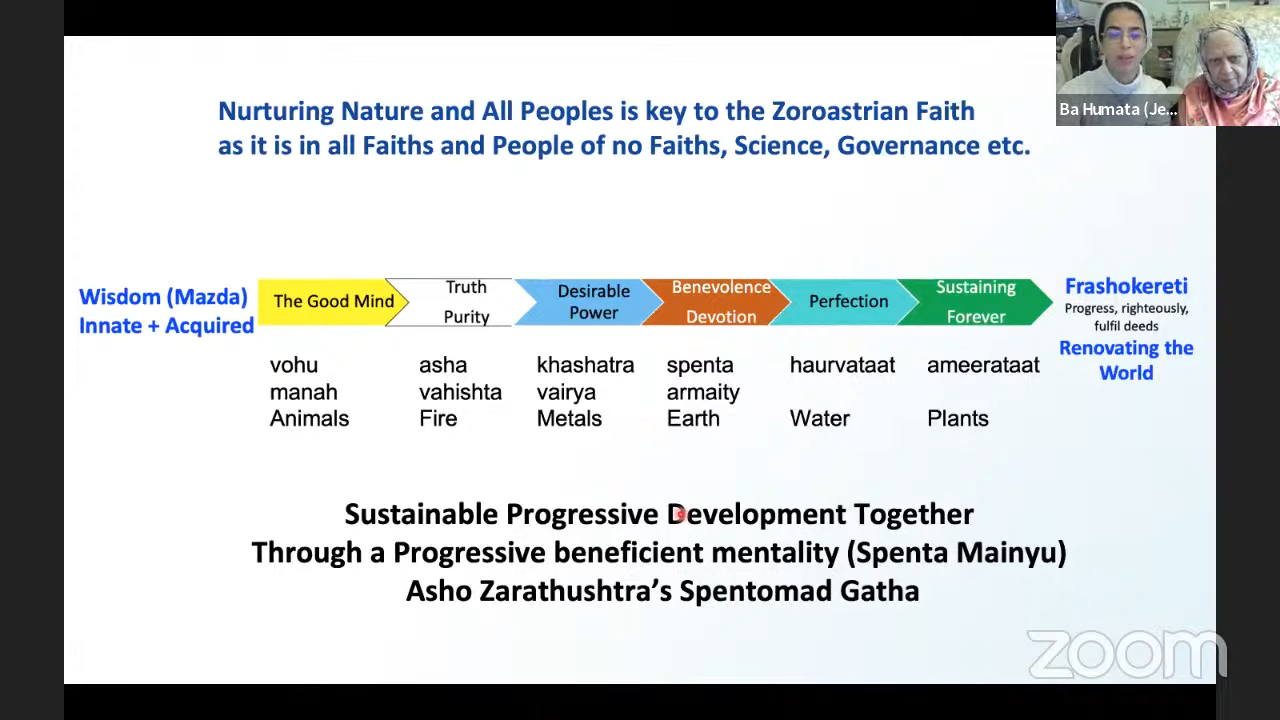 Ba Humata (Je...
Nurturing Nature and All Peoples is key to the Zoroastrian Faith
as it is in all Faiths and People of no Faiths, Science, Governance etc.
Wisdom (Mazda)
Innate + Acquired
The Good Mind
Truth
Purity
Desirable
Power
Benevolence
Devotion
Perfection
Sustaining
Forever
Frashokereti
Progress, righteously,
fulfil deeds
Renovating the
World
vohu
manah
Animals
asha
vahishta
Fire
khashatra
vairya
Metals
spenta
armaity
Earth
haurvataat
Water
ameerataat
Plants
Sustainable Progressive Development Together
Through a Progressive beneficient mentality (Spenta Mainyu)
Asho Zarathushtra's Spentomad Gatha
zoom